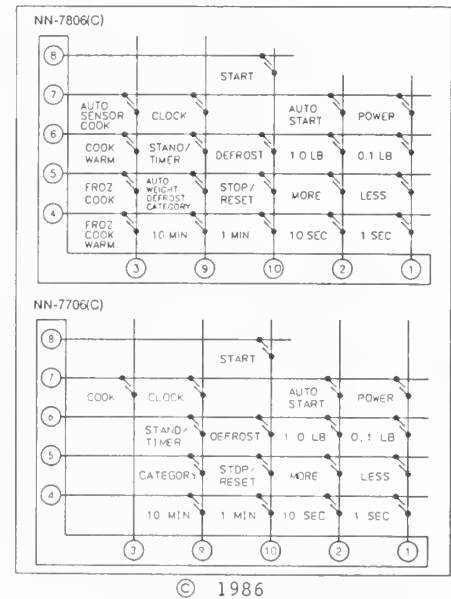 NN-7806(C)
8
START
7
AUTO SENSOR COOK
CLOCK
AUTO START
POWER
6
COOK WARM
STAND/ TIMER
DEFROST
1.0 LB
0.1 LB
5
FROZ COOK
AUTO WEIGHT DEFROST CATEGORY
STOP/ RESET
MORE
LESS
4
FROZ COOK WARM
10 MIN
1 MIN
10 SEC
1 SEC
3 9 10 2 1
NN-7706(C)
8
START
7
COOK
CLOCK
AUTO START
POWER
6
STAND/ TIMER
DEFROST
1.0 LB
0.1 LB
5
CATEGORY
STOP/ RESET
MORE
LESS
4
10 MIN
1 MIN
10 SEC
1 SEC
3 9 10 2 1
© 1986